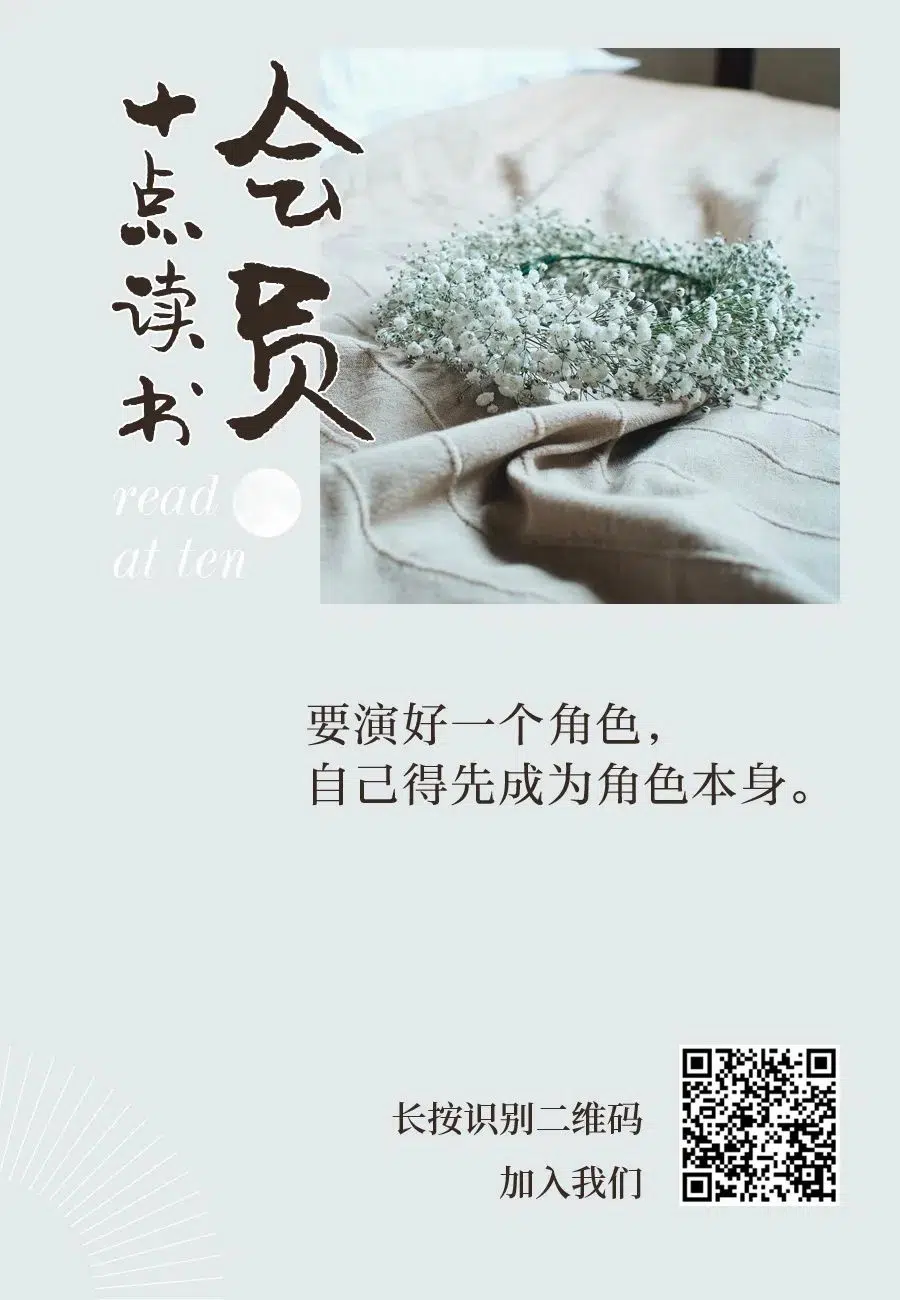 十点读书
会员
read
at ten
要演好一个角色，
自己得先成为角色本身。
长按识别二维码
加入我们